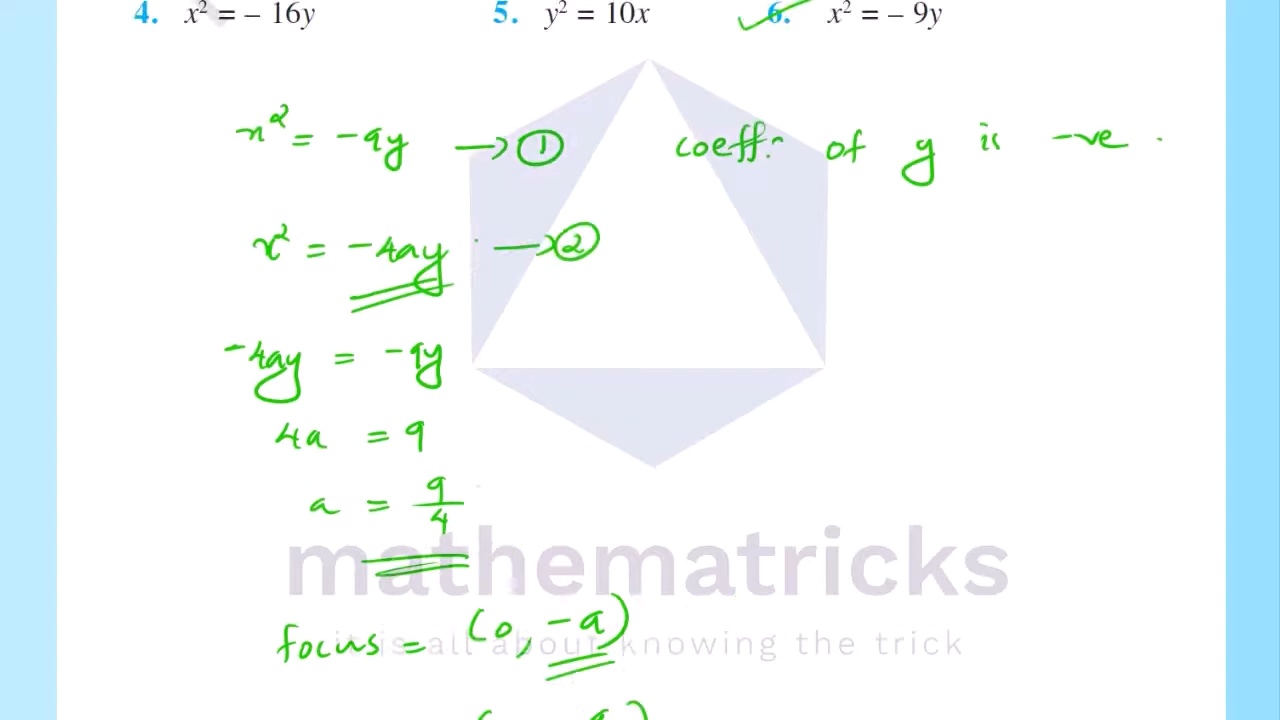 4. x² = – 16y 5. y² = 10x 6. x² = – 9y
x² = -9y → ① coeff. of y is -ve.
x² = -4ay → ②
-4ay = -9y
4a = 9
a = 9/4
mathematricks
focus = (0, -a)
it is all about knowing the trick